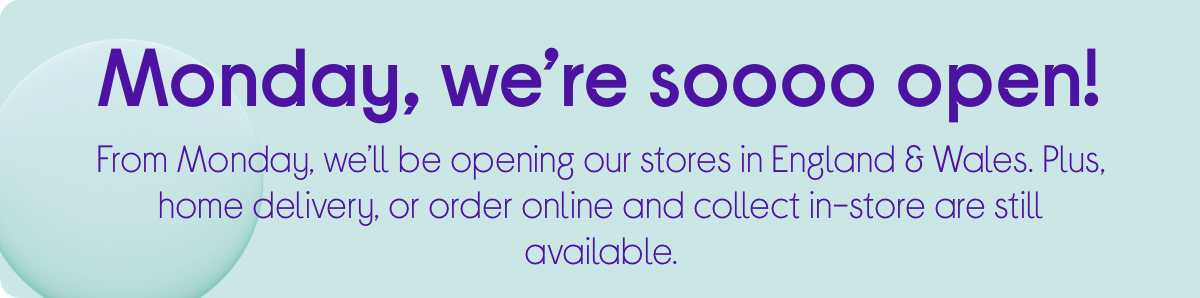 Monday, we’re soooo open!
From Monday, we’ll be opening our stores in England & Wales. Plus,
home delivery, or order online and collect in-store are still
available.